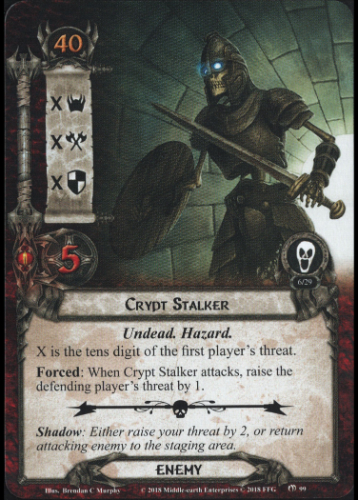 40
X
X
X
5
6/29
CRYPT STALKER
Undead. Hazard.
X is the tens digit of the first player's threat.
Forced: When Crypt Stalker attacks, raise the
defending player's threat by 1.
Shadow: Either raise your threat by 2, or return
attacking enemy to the staging area.
ENEMY
Illus. Brendan C Murphy © 2018 Middle-earth Enterprises © 2018 FFG 99